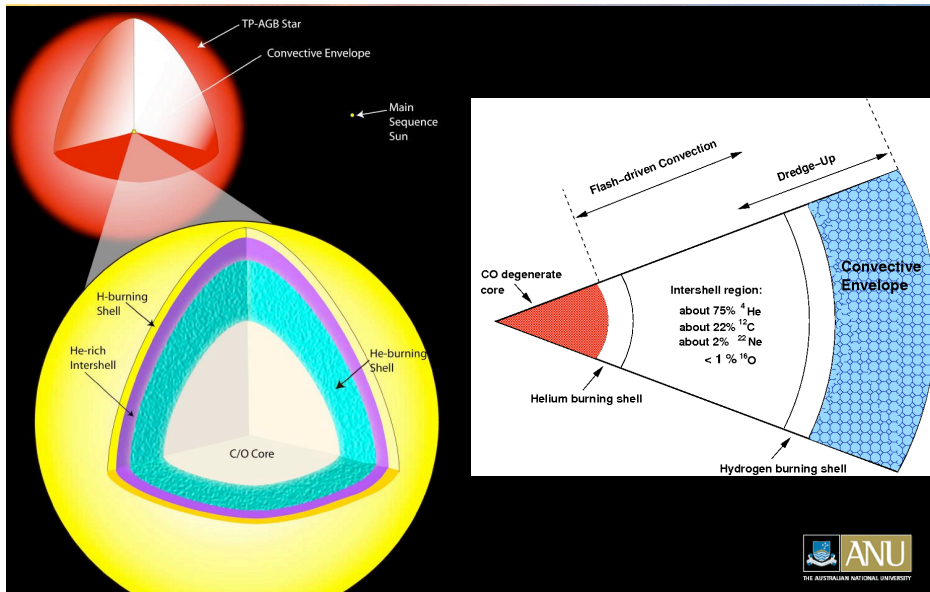 TP-AGB Star
Convective Envelope
Main
Sequence
Sun
H-burning
Shell
He-rich
Intershell
He-burning
Shell
C/O Core
Flash-driven Convection
Dredge-Up
CO degenerate
core
Convective
Envelope
Intershell region:
about 75% ⁴He
about 22% ¹²C
about 2% ²²Ne
< 1 % ¹⁶O
Helium burning shell
Hydrogen burning shell
ANU
THE AUSTRALIAN NATIONAL UNIVERSITY